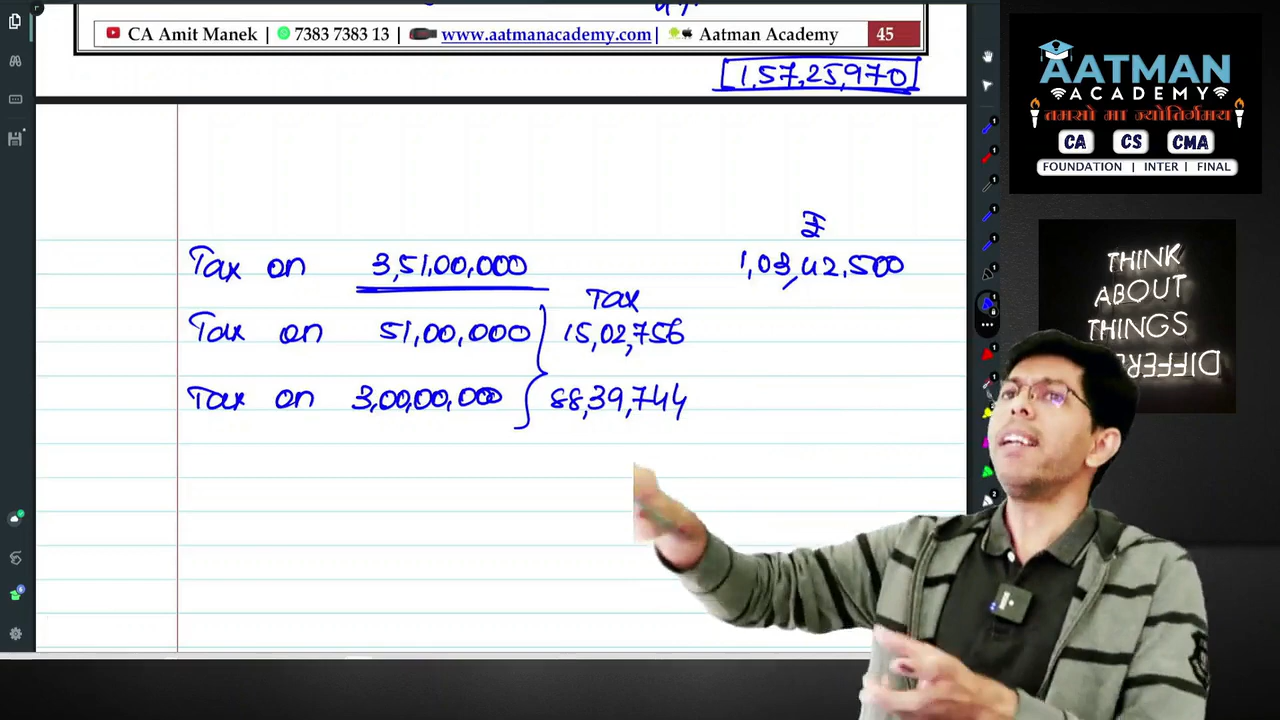 CA Amit Manek | 7383 7383 13 | www.aatmanacademy.com | Aatman Academy 45
1,57,25,970
₹
Tax on 3,51,00,000 1,03,42,500
Tax
Tax on 51,00,000 15,02,756
Tax on 3,00,00,000 88,39,744
AATMAN
ACADEMY
तमसो मा ज्योतिर्गमय
CA CS CMA
FOUNDATION | INTER | FINAL
THINK
ABOUT
THINGS